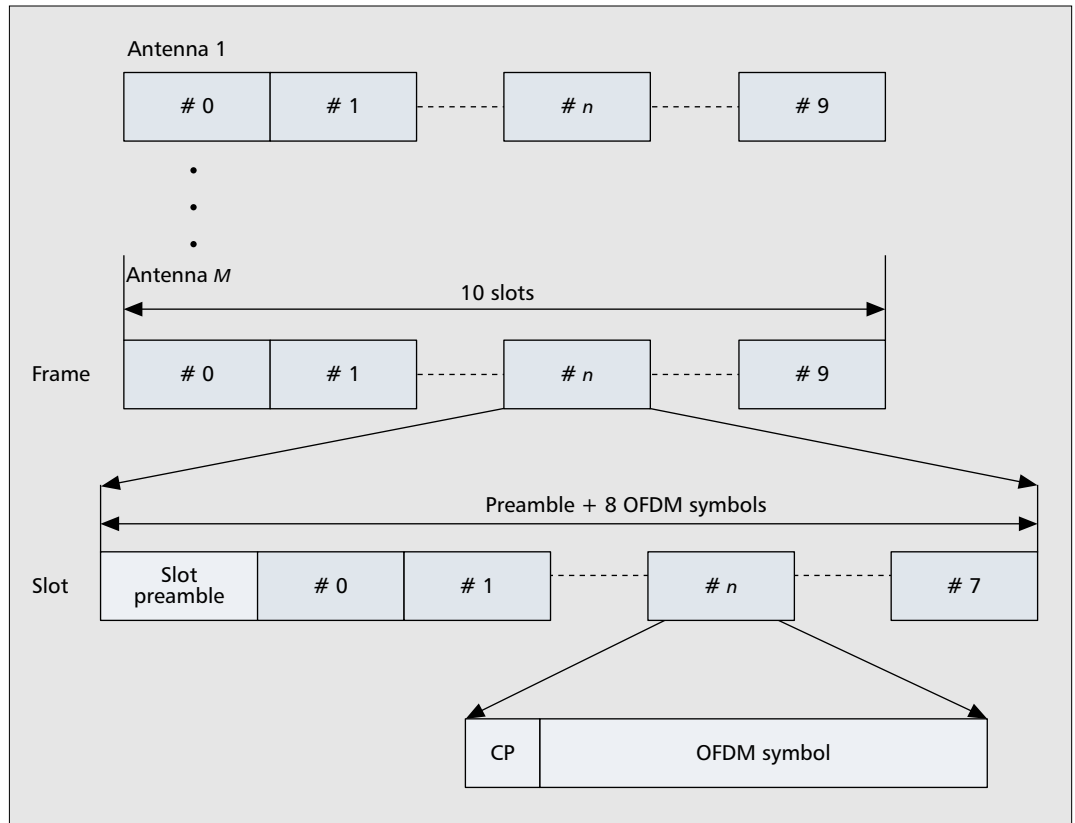 Antenna 1
# 0 # 1 # n # 9
Antenna M
10 slots
Frame # 0 # 1 # n # 9
Preamble + 8 OFDM symbols
Slot
Slot
preamble
# 0 # 1 # n # 7
CP OFDM symbol